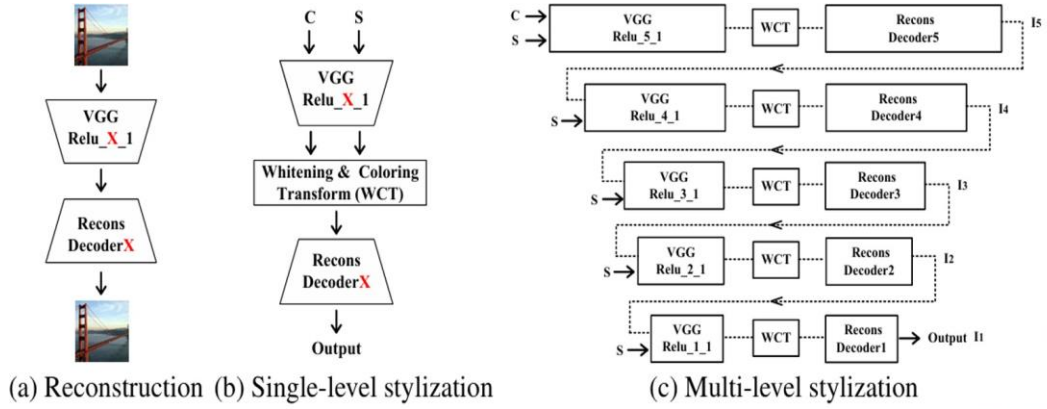 VGG
Relu_X_1
Recons
DecoderX
(a) Reconstruction
C S
VGG
Relu_X_1
Whitening & Coloring
Transform (WCT)
Recons
DecoderX
Output
(b) Single-level stylization
C
S
VGG
Relu_5_1
WCT
Recons
Decoder5
I5
S
VGG
Relu_4_1
WCT
Recons
Decoder4
I4
S
VGG
Relu_3_1
WCT
Recons
Decoder3
I3
S
VGG
Relu_2_1
WCT
Recons
Decoder2
I2
S
VGG
Relu_1_1
WCT
Recons
Decoder1
Output I1
(c) Multi-level stylization